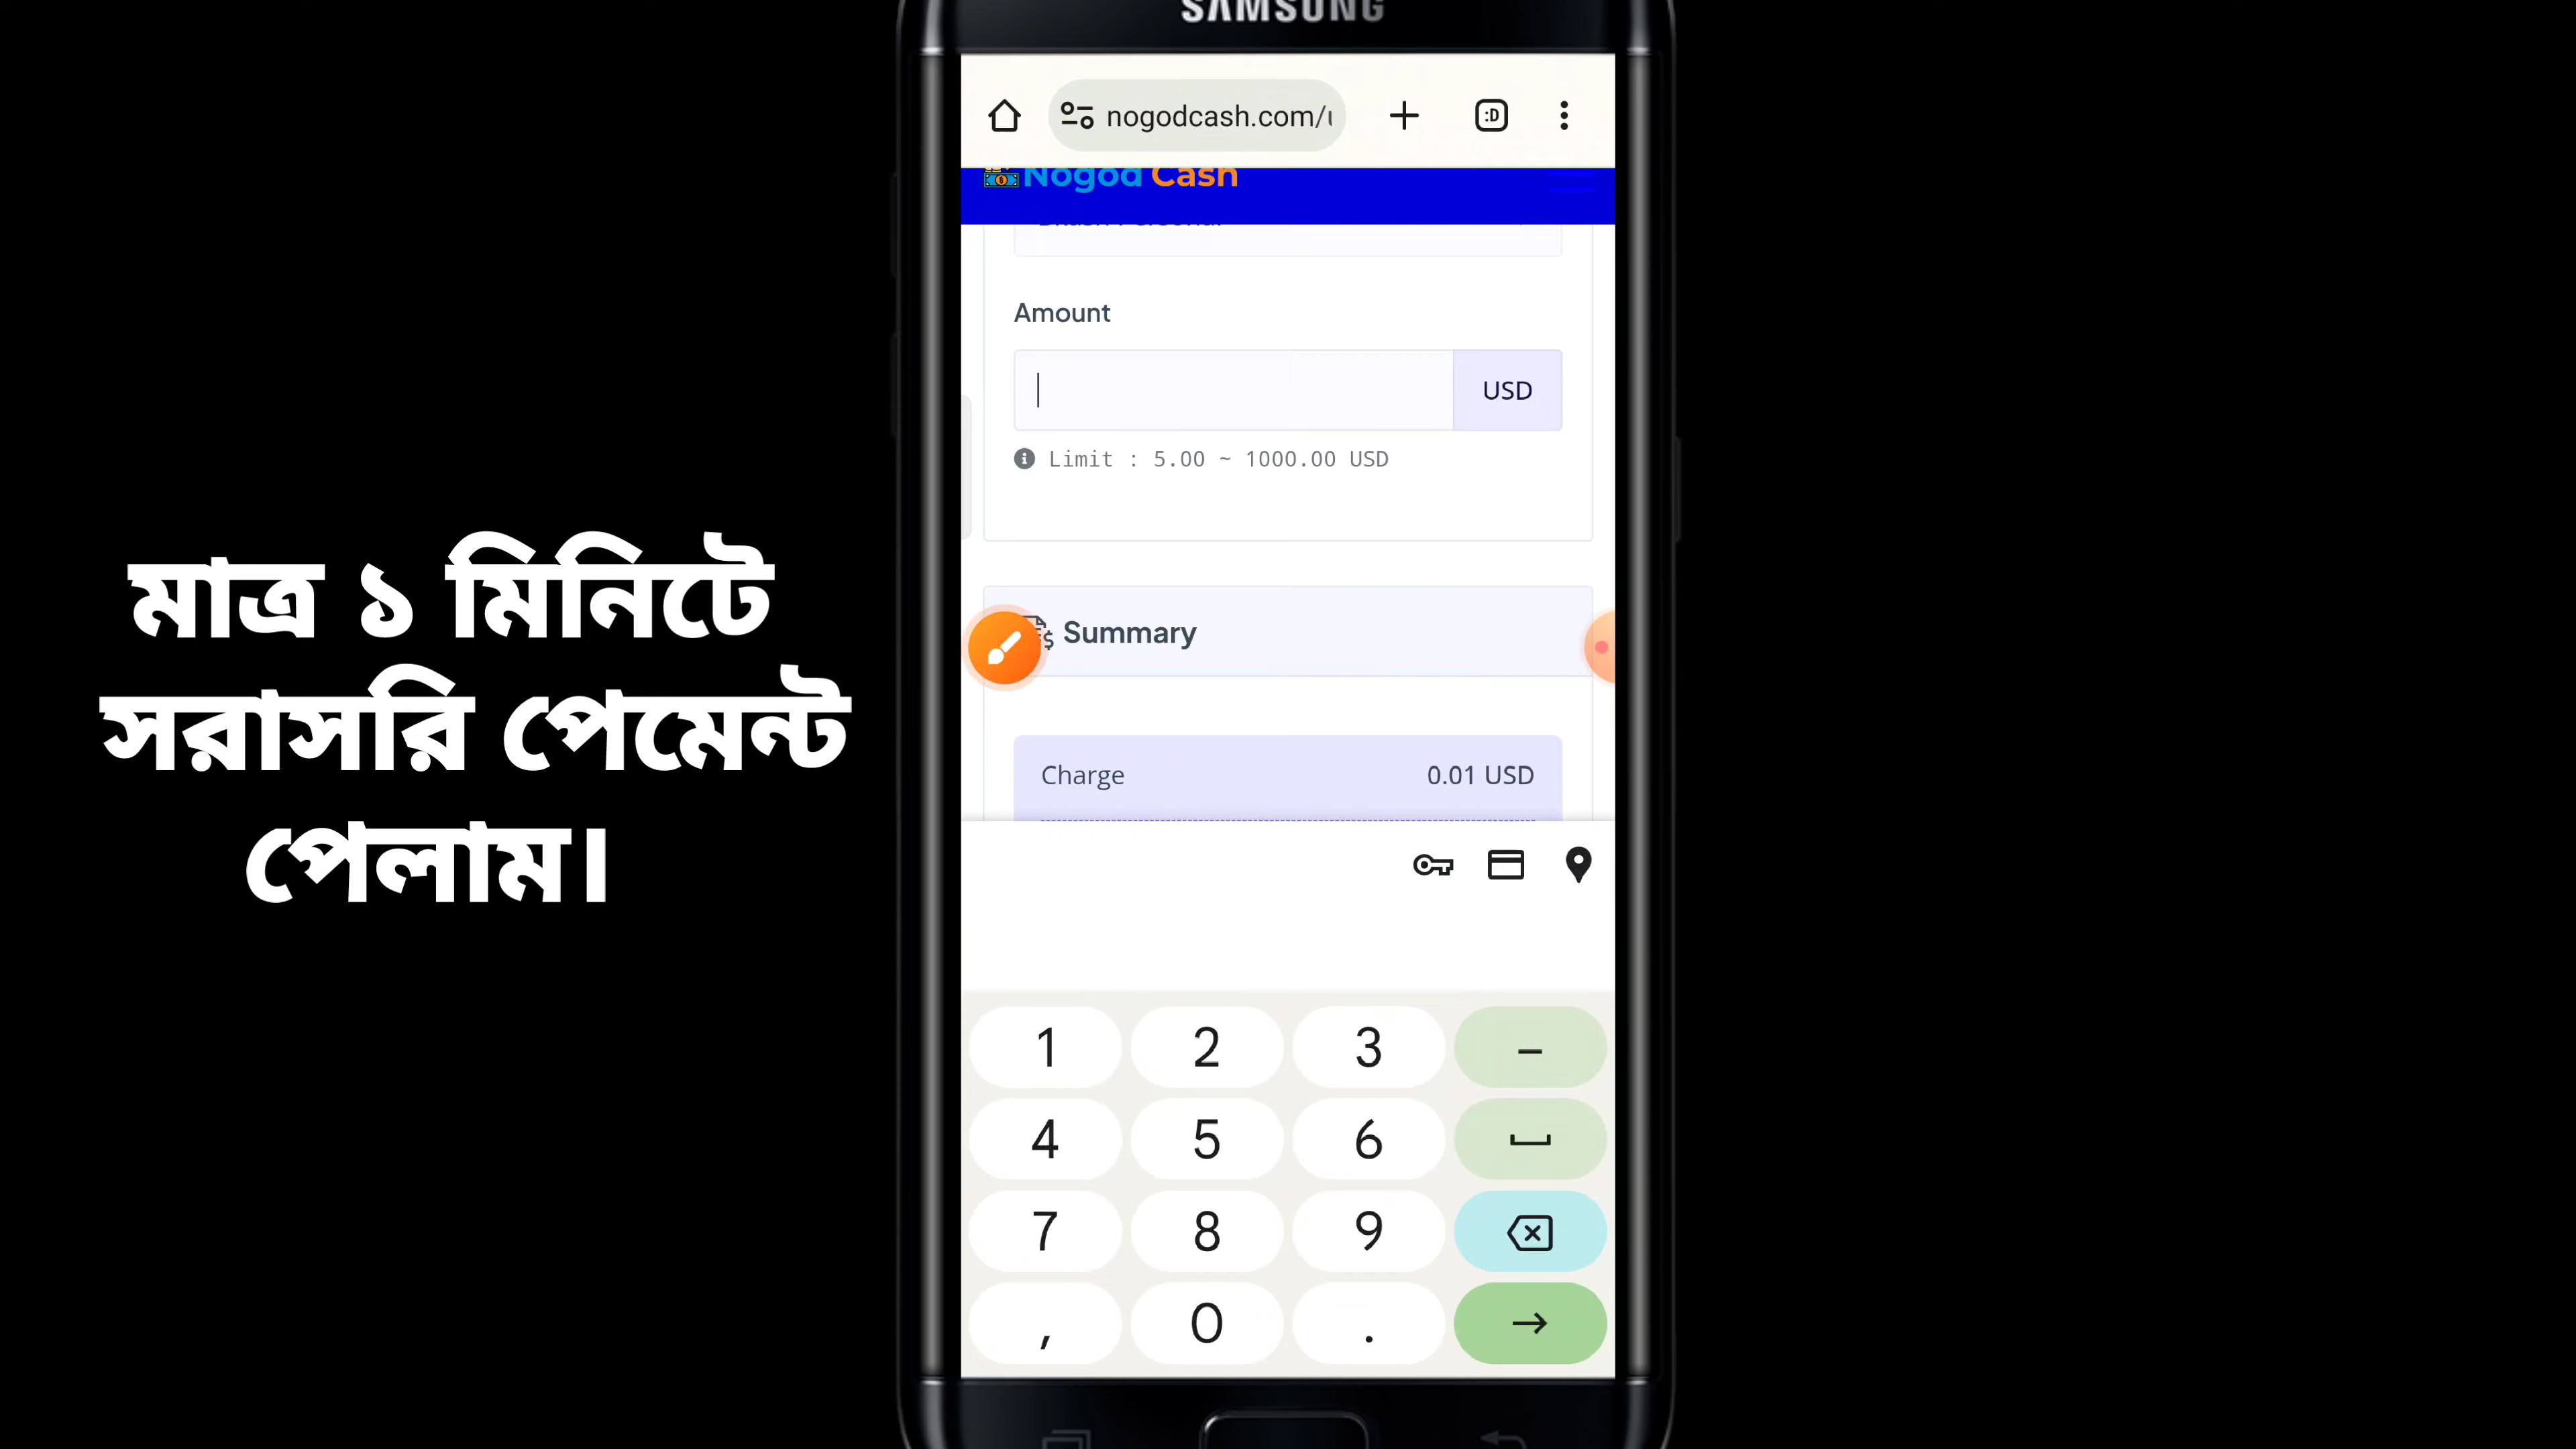 SAMSUNG
nogodcash.com/
:D
Nogod Cash
Amount
USD
Limit : 5.00 ~ 1000.00 USD
মাত্র ১ মিনিটে
সরাসরি পেমেন্ট
পেলাম।
Summary
Charge 0.01 USD
1 2 3 –
4 5 6
7 8 9
, 0 .